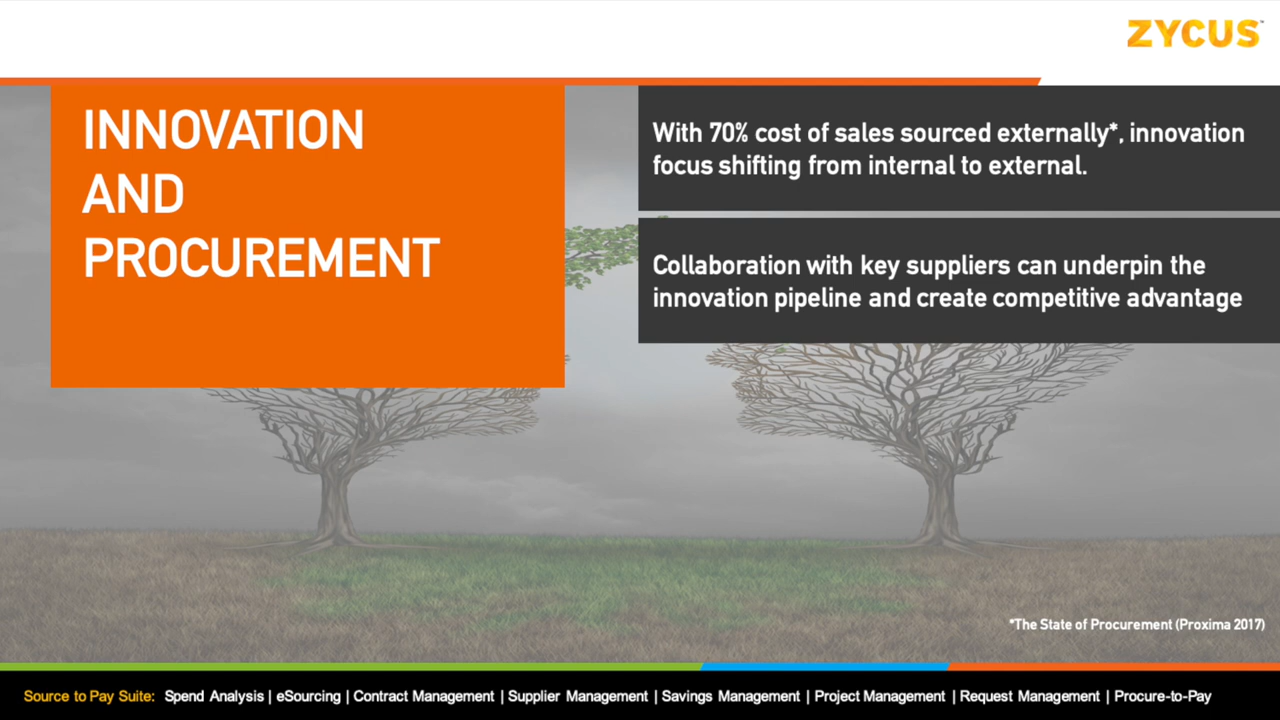 ZYCUS™
INNOVATION
AND
PROCUREMENT
With 70% cost of sales sourced externally*, innovation
focus shifting from internal to external.
Collaboration with key suppliers can underpin the
innovation pipeline and create competitive advantage
*The State of Procurement (Proxima 2017)
Source to Pay Suite: Spend Analysis | eSourcing | Contract Management | Supplier Management | Savings Management | Project Management | Request Management | Procure-to-Pay